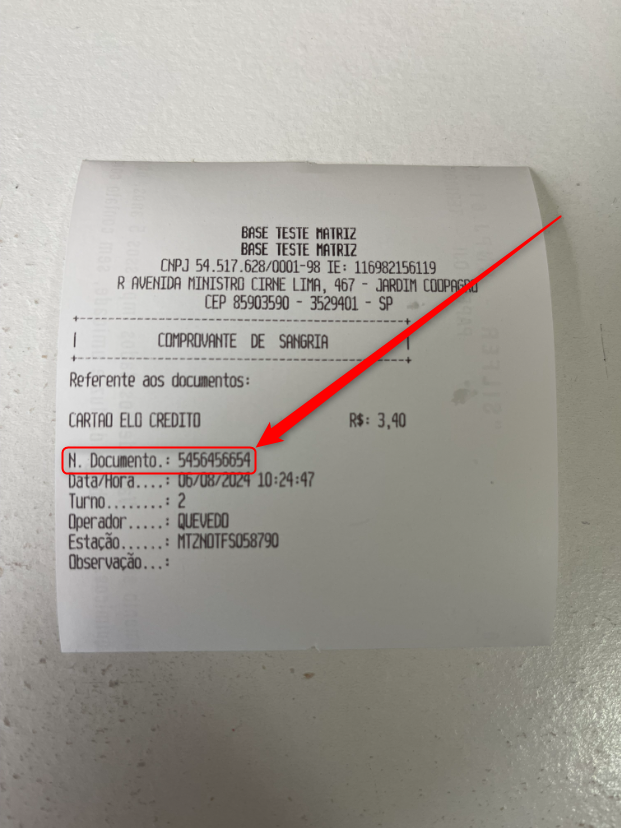 BASE TESTE MATRIZ
BASE TESTE MATRIZ
CNPJ 54.517.628/0001-98 IE: 116982156119
R AVENIDA MINISTRO CIRNE LIMA, 467 - JARDIM COOPAGRO
CEP 85903590 - 3529401 - SP
COMPROVANTE DE SANGRIA
Referente aos documentos:
CARTAO ELO CREDITO R$: 3,40
N. Documento.: 5456456654
Data/Hora....: 06/08/2024 10:24:47
Turno........: 2
Operador.....: QUEVEDO
Estação......: MTZNOTFS058790
Observação...: